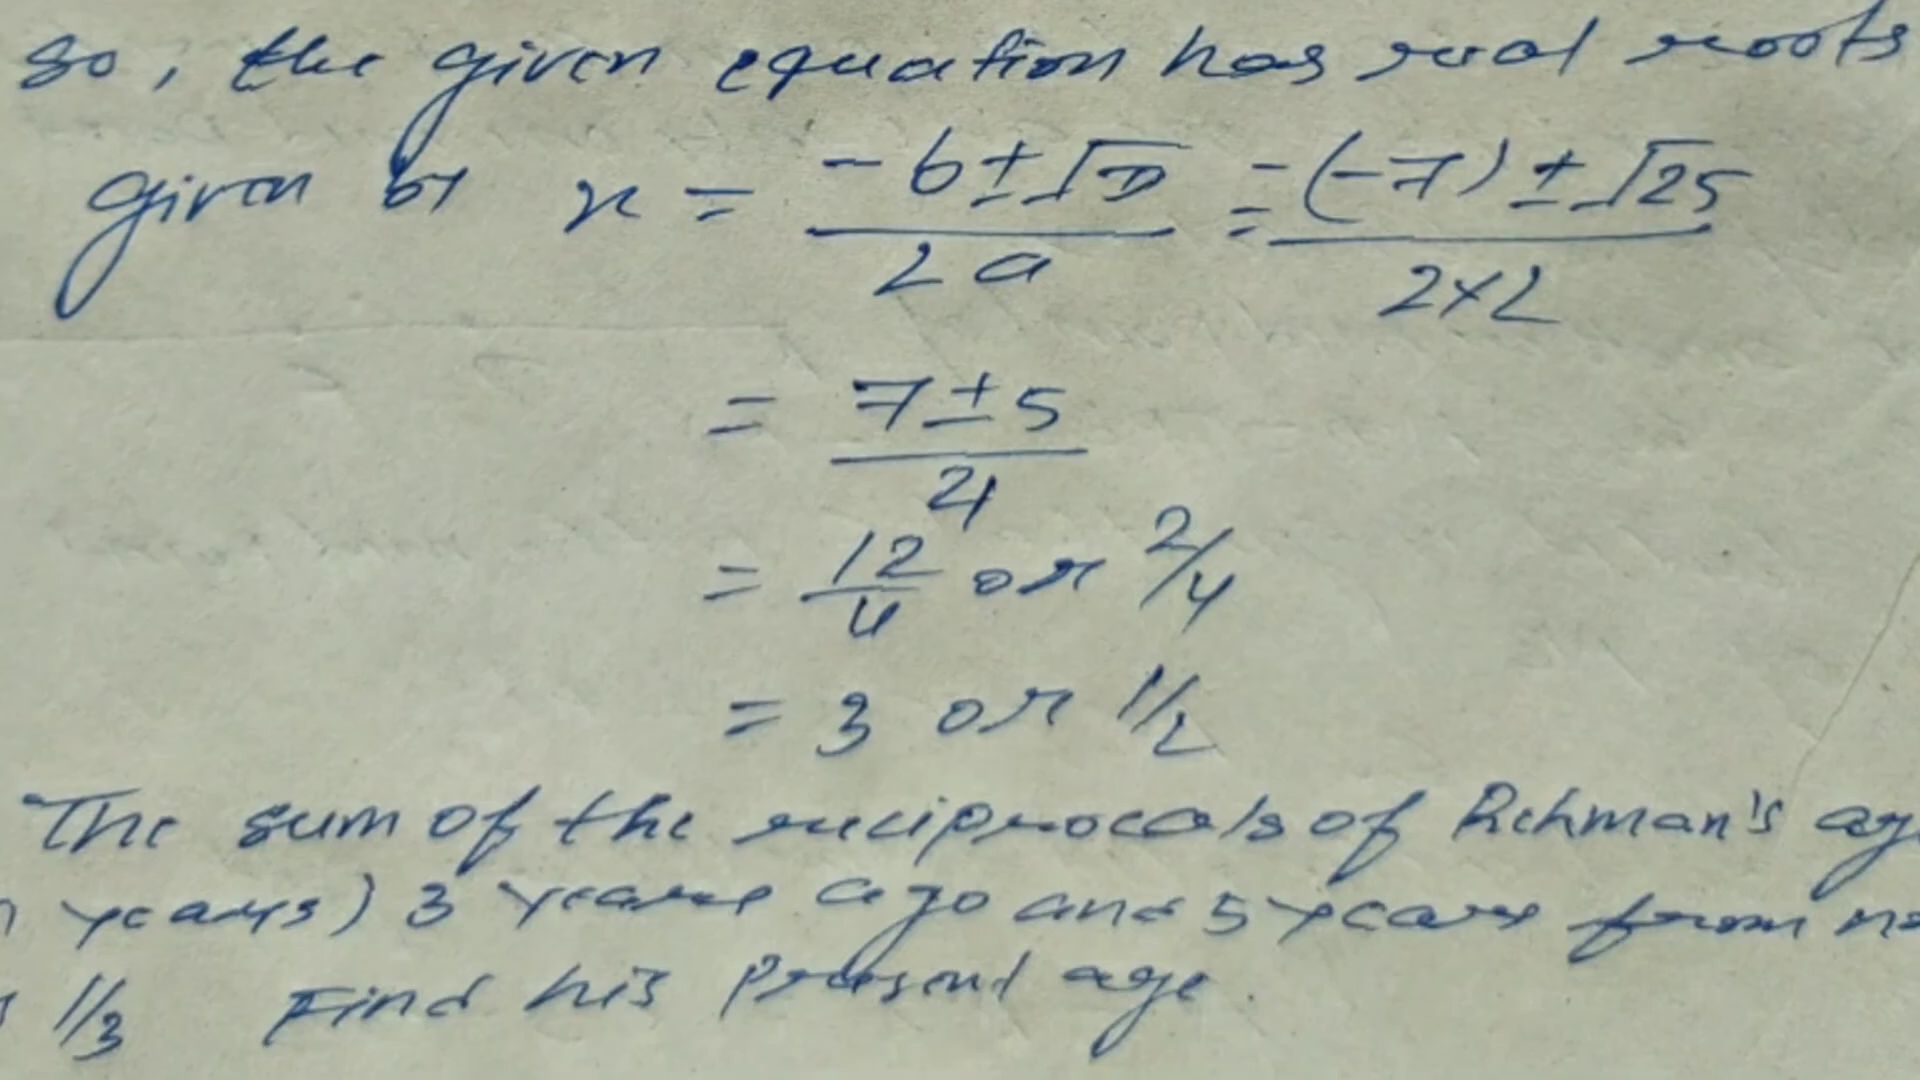 So, the given equation has real roots
given by x = -b±√D / 2a = -(-7) ± √25 / 2×2
= 7±5 / 4
= 12/4 or 2/4
= 3 or 1/2
The sum of the reciprocals of Rehman's ag
years) 3 years ago and 5 years from no
1/3 Find his present age.